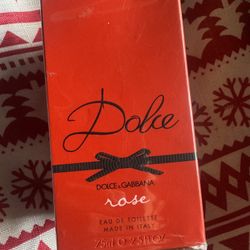 Dolce
DOLCE & GABBANA
rose
EAU DE TOILETTE
MADE IN ITALY
75ml ℮ 2.5 fl.oz